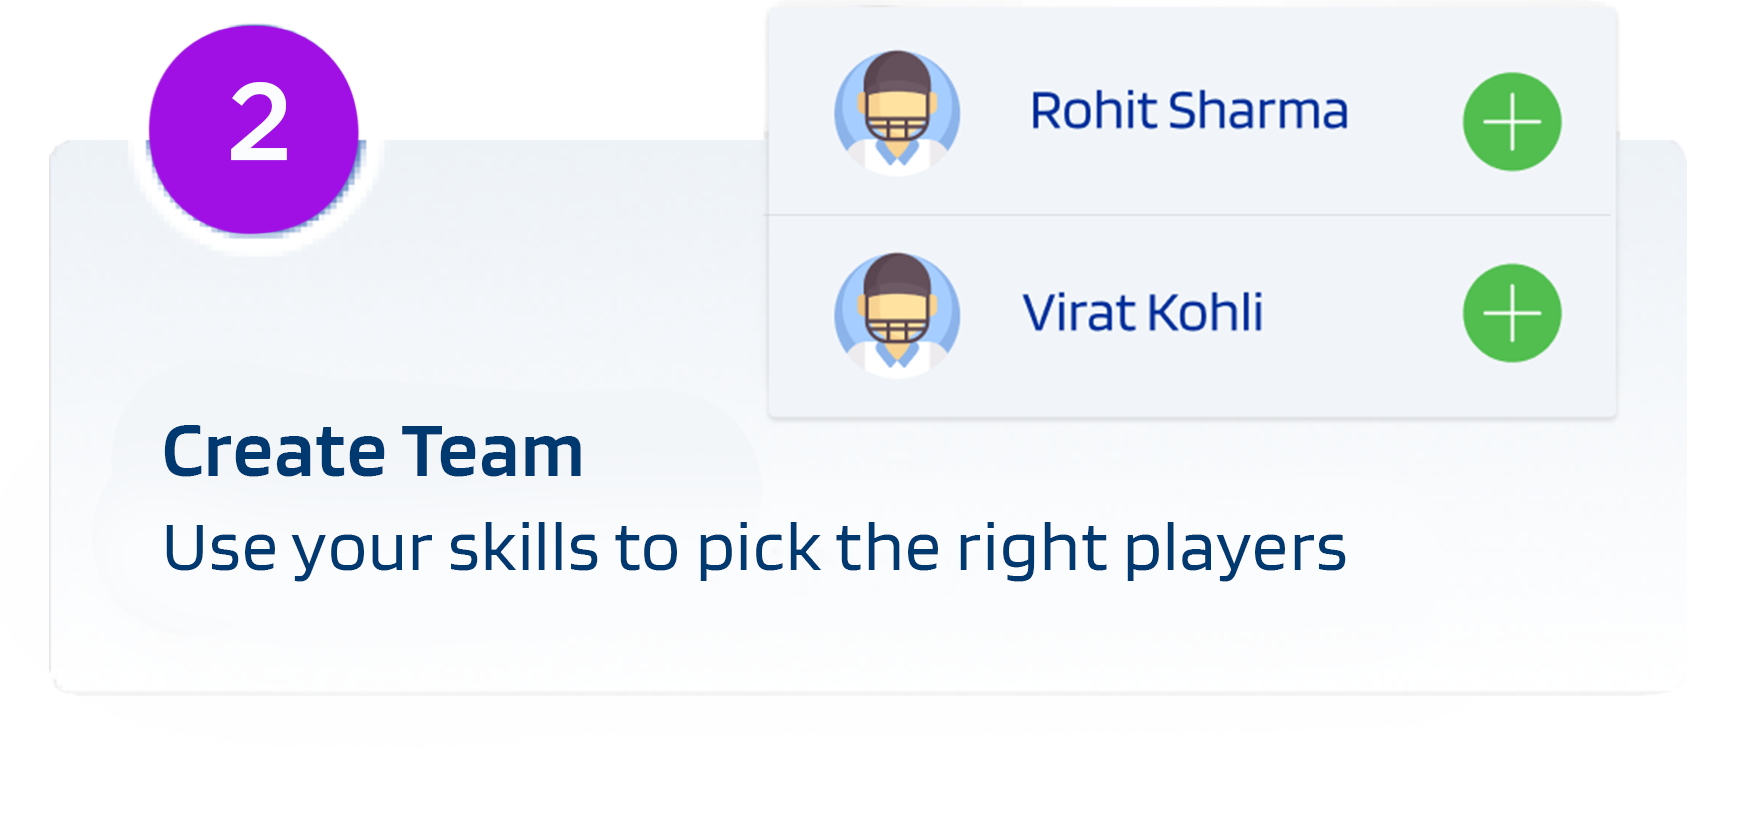 2
Rohit Sharma
Virat Kohli
Create Team
Use your skills to pick the right players